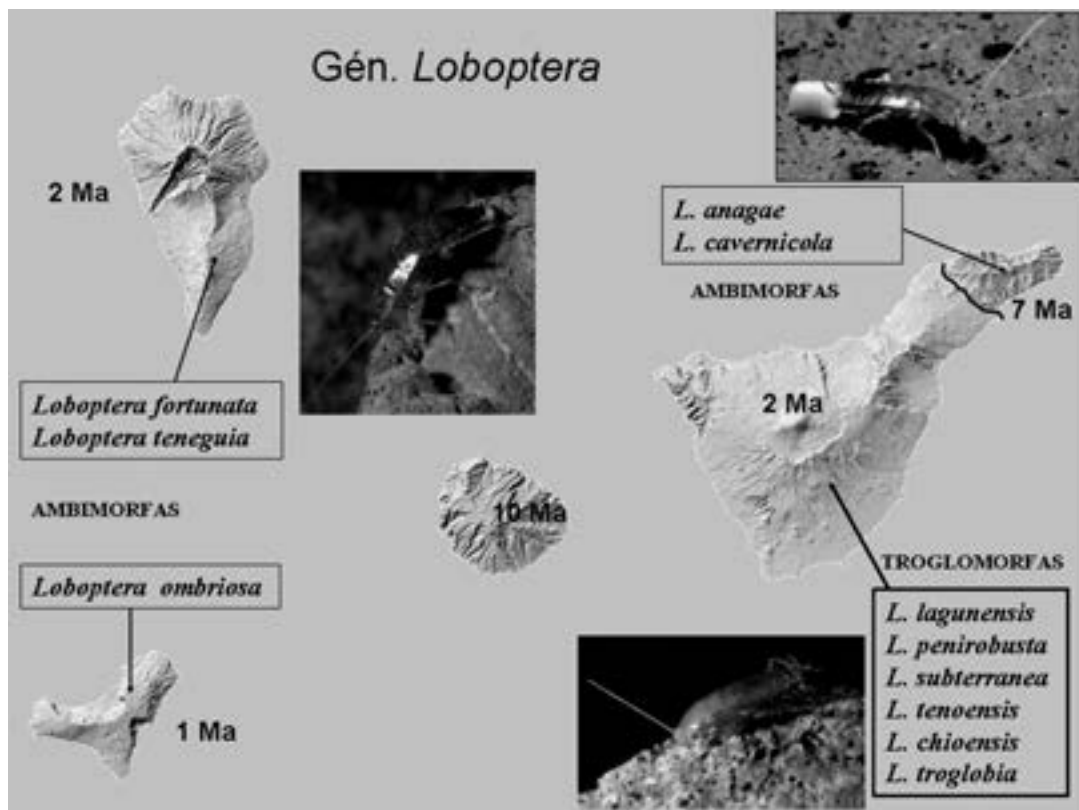 Gén. Loboptera
2 Ma
L. anagae
L. cavernicola
AMBIMORFAS
7 Ma
2 Ma
Loboptera fortunata
Loboptera teneguia
10 Ma
AMBIMORFAS
TROGLOMORFAS
Loboptera ombriosa
L. lagunensis
L. penirobusta
L. subterranea
L. tenoensis
L. chioensis
L. troglobia
1 Ma